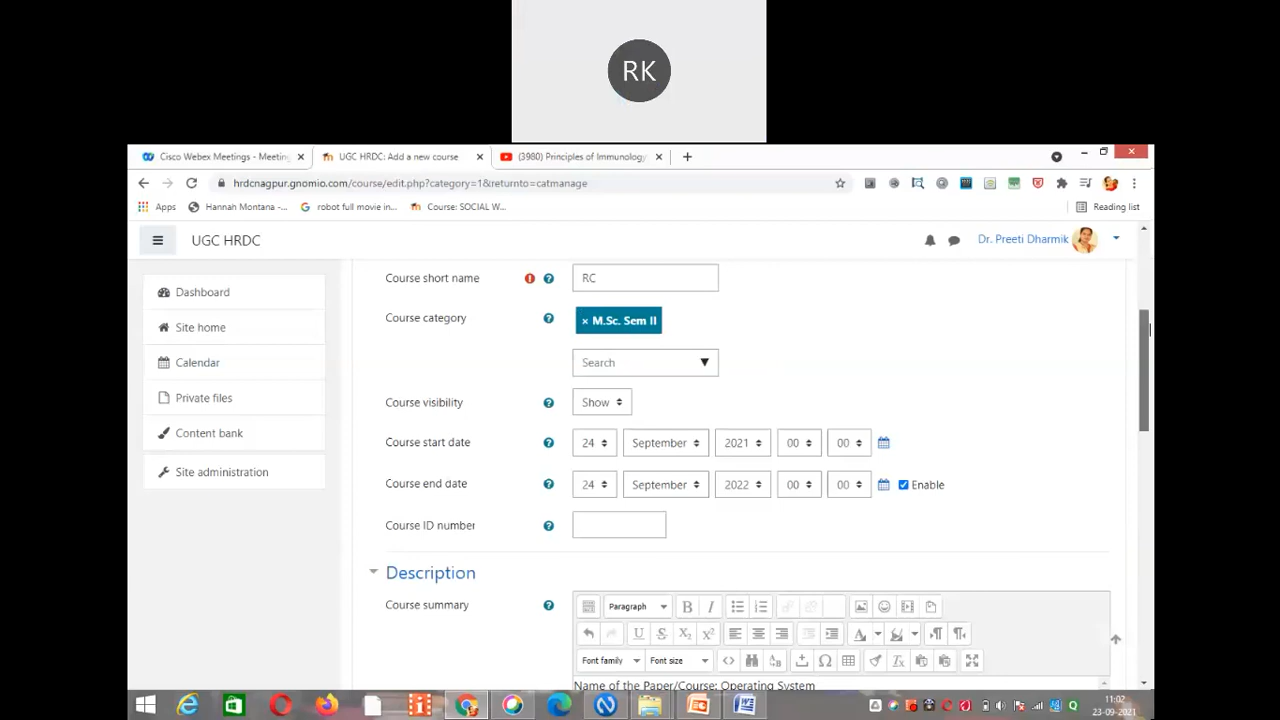 RK
Cisco Webex Meetings - Meeting
UGC HRDC: Add a new course
(3980) Principles of Immunology
hrdcnagpur.gnomio.com/course/edit.php?category=1&returnto=catmanage
Apps
Hannah Montana -...
robot full movie in...
Course: SOCIAL W...
Reading list
UGC HRDC
Dr. Preeti Dharmik
Dashboard
Site home
Calendar
Private files
Content bank
Site administration
Course short name
RC
Course category
× M.Sc. Sem II
Search
Course visibility
Show
Course start date
24 September 2021 00 00
Course end date
24 September 2022 00 00 Enable
Course ID number
Description
Course summary
Paragraph
Font family
Font size
Name of the Paper/Course: Operating System
11:02
23-09-2021